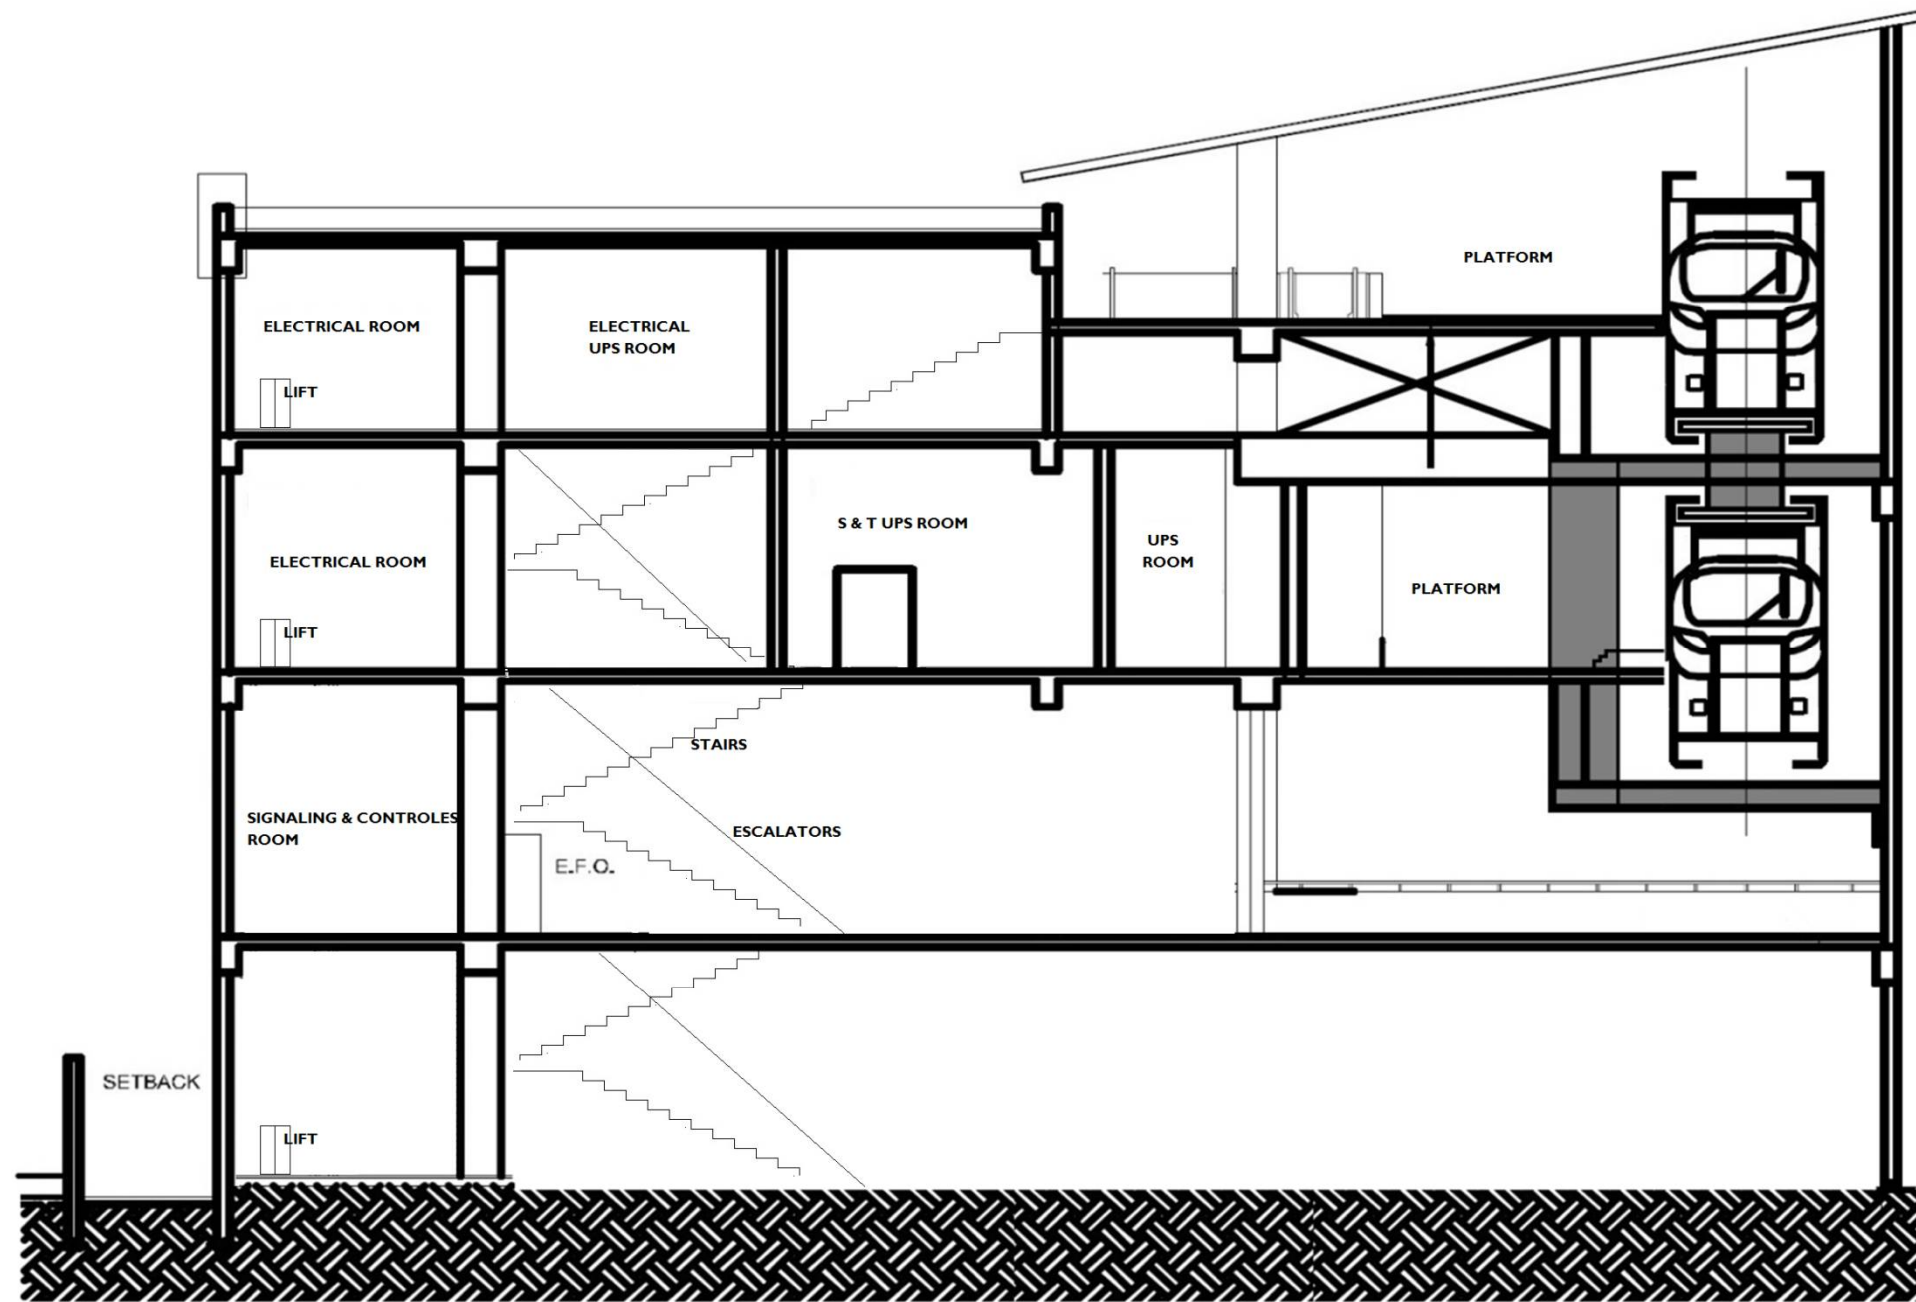 PLATFORM
ELECTRICAL ROOM
ELECTRICAL
UPS ROOM
LIFT
S & T UPS ROOM
UPS
ROOM
ELECTRICAL ROOM
PLATFORM
LIFT
STAIRS
SIGNALING & CONTROLES
ROOM
ESCALATORS
E.F.O.
SETBACK
LIFT